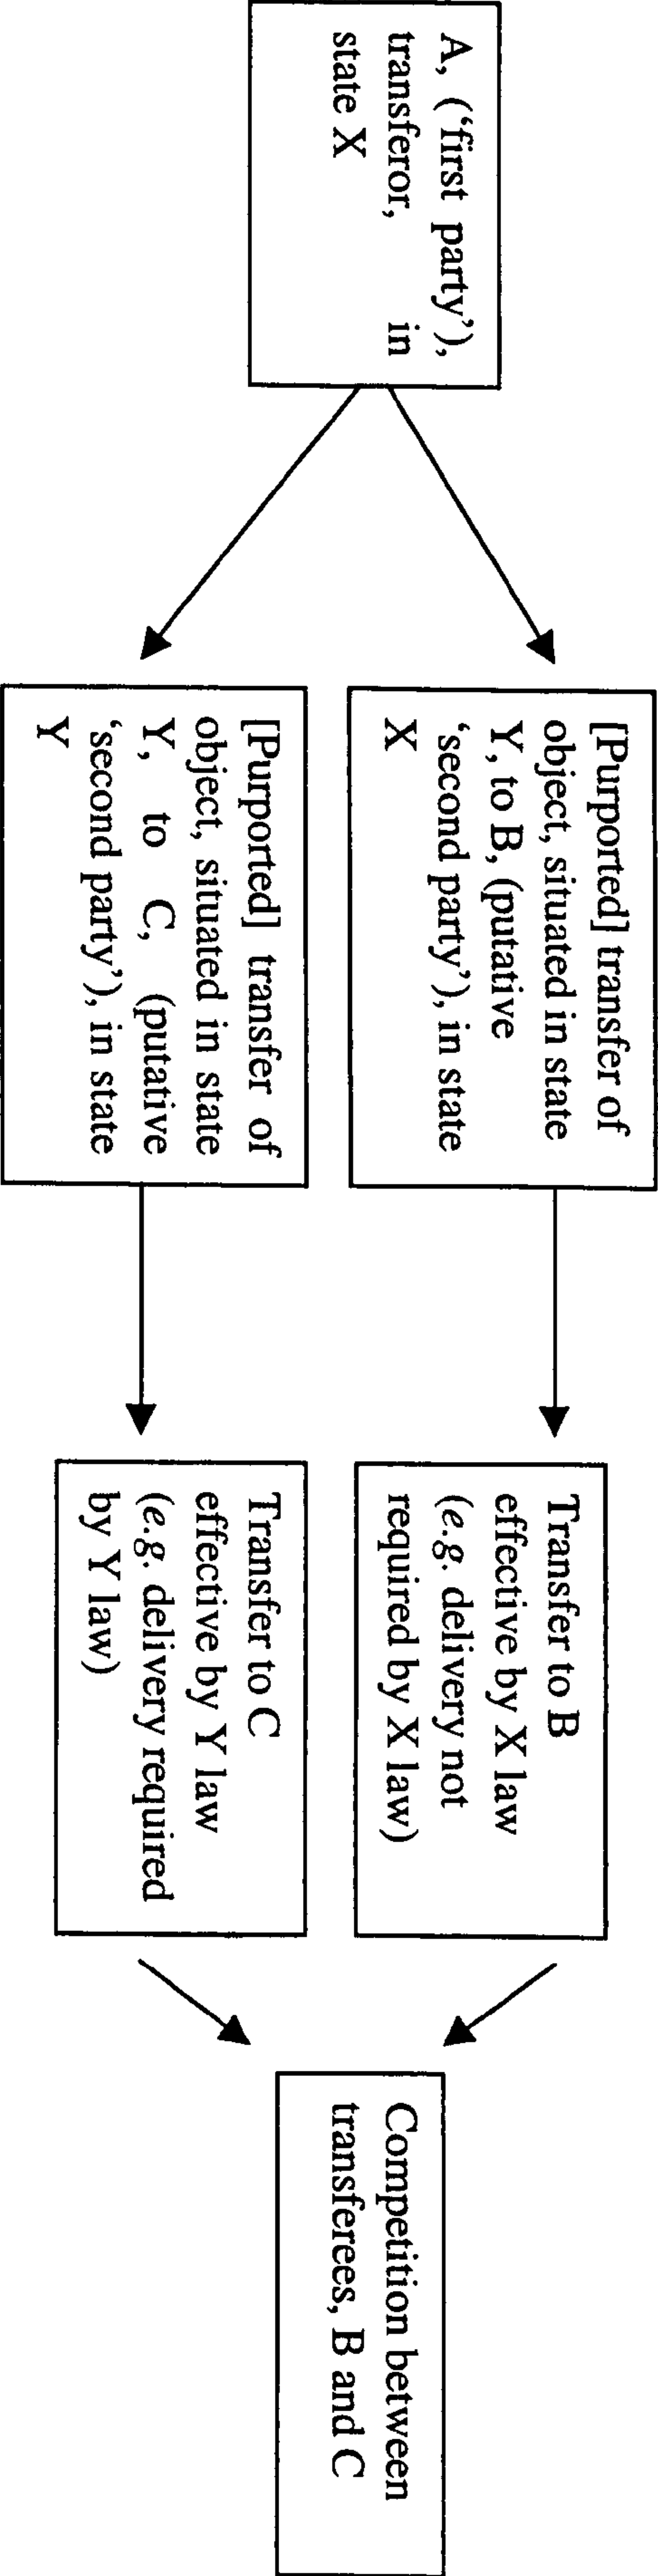 A, (‘first party’),
transferor, in
state X
[Purported] transfer of
object, situated in state
Y, to B, (putative
‘second party’), in state
X
Transfer to B
effective by X law
(e.g. delivery not
required by X law)
[Purported] transfer of
object, situated in state
Y, to C, (putative
‘second party’), in state
Y
Transfer to C
effective by Y law
(e.g. delivery required
by Y law)
Competition between
transferees, B and C